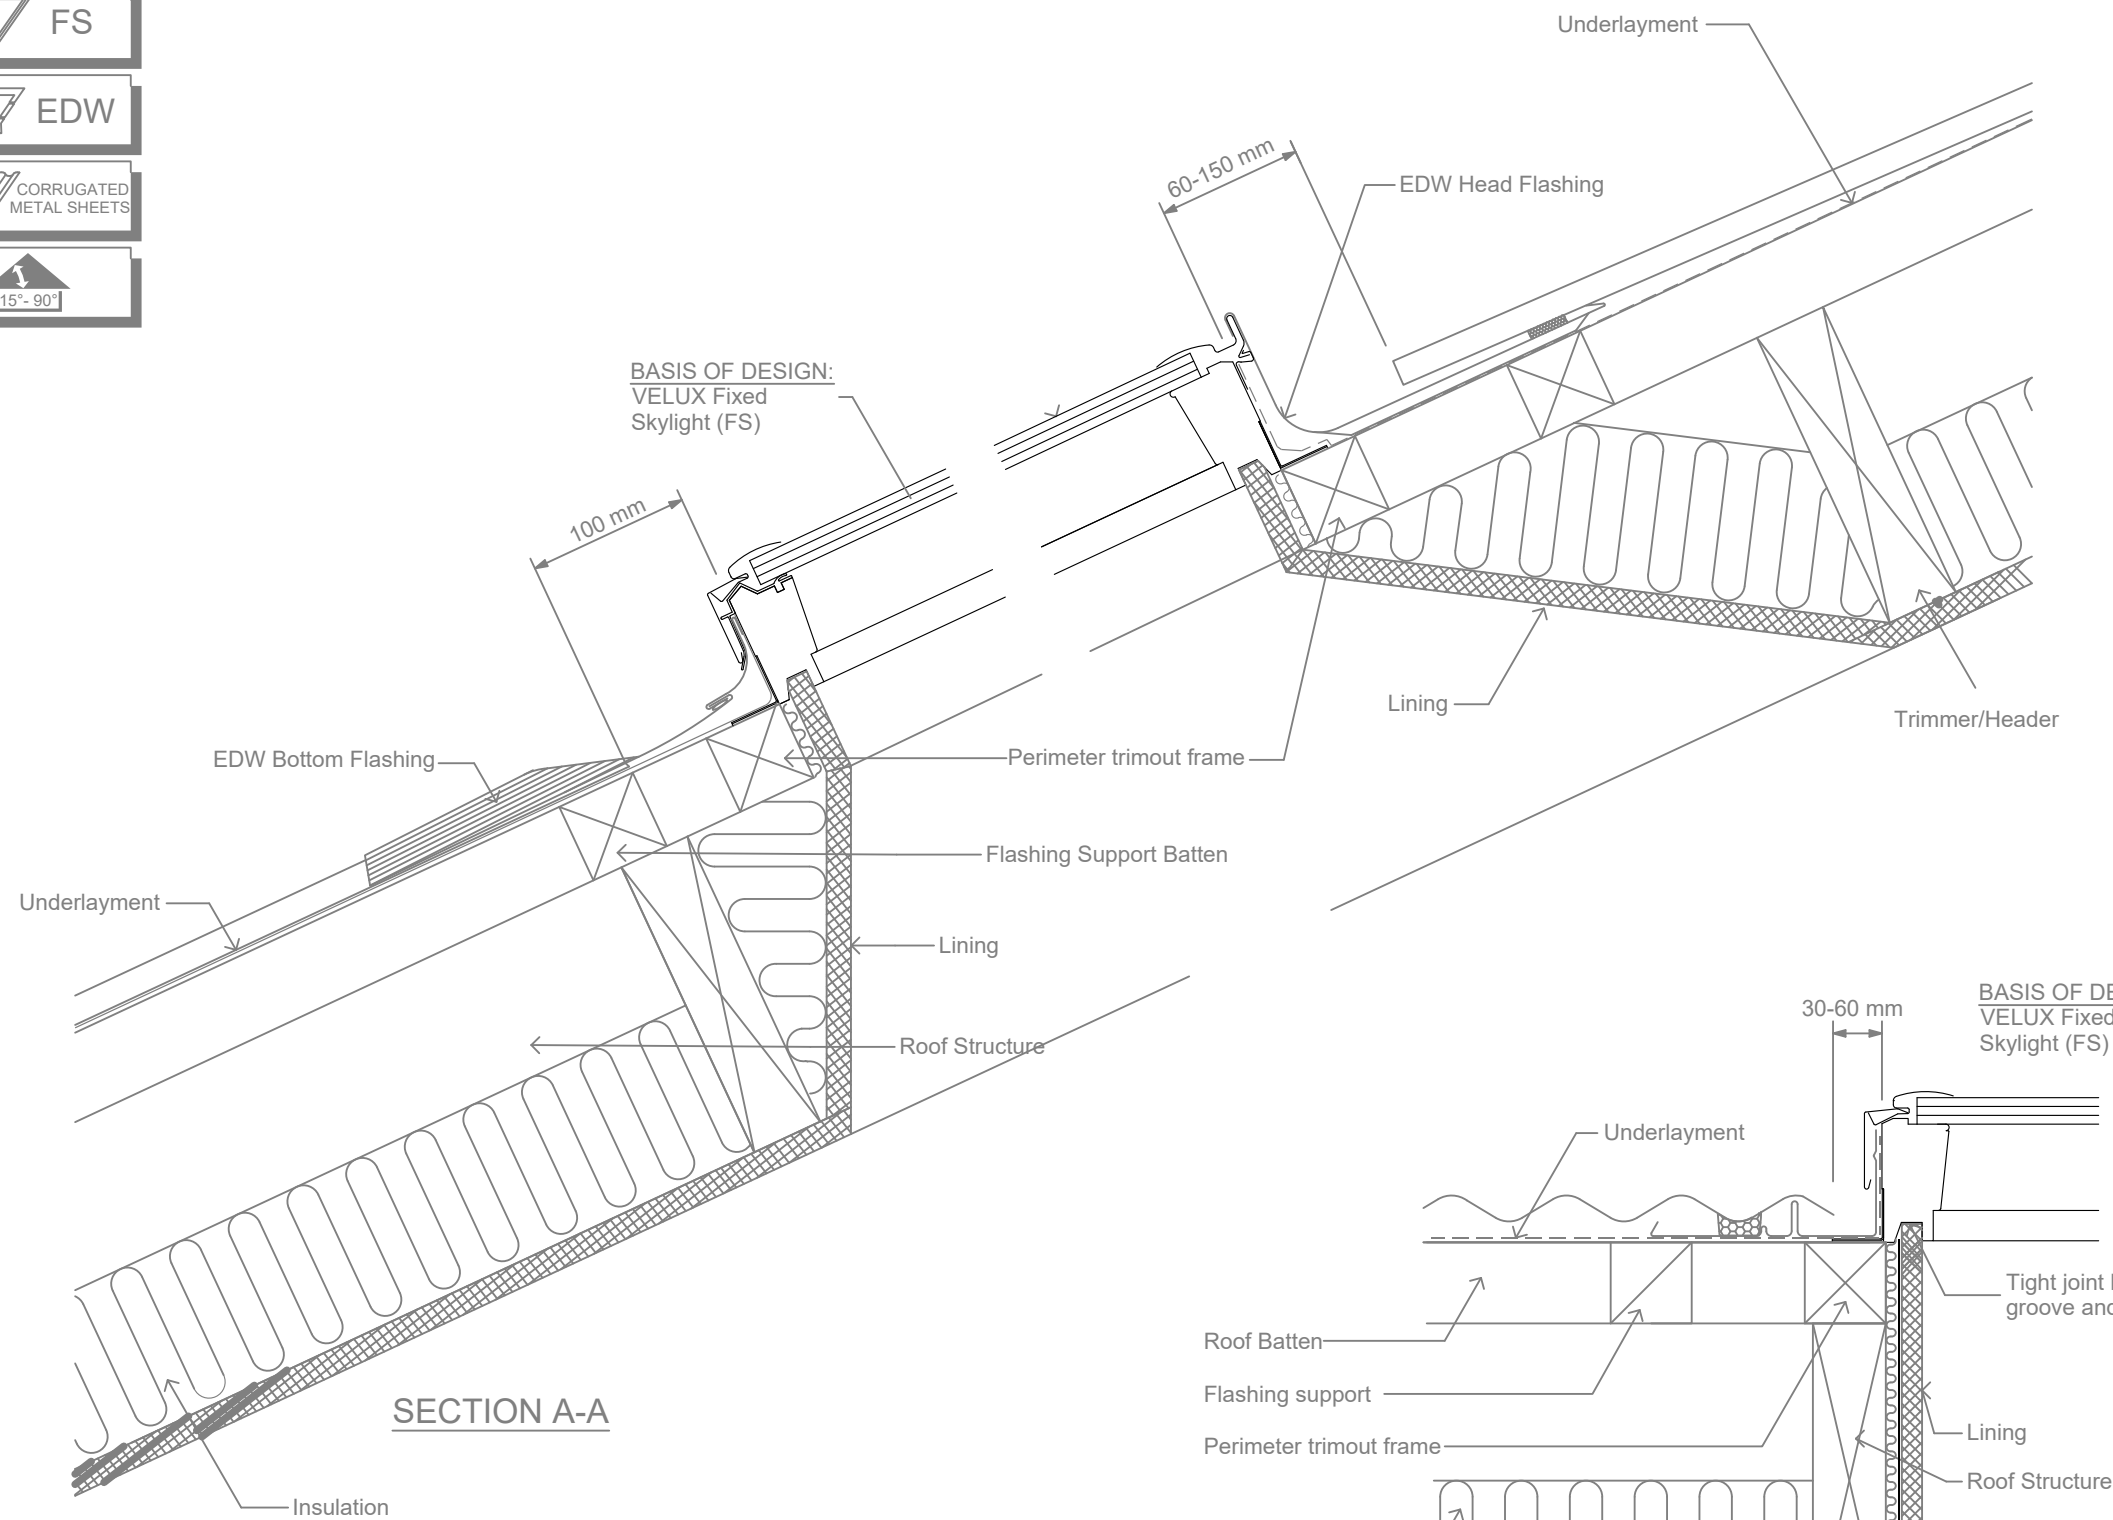 FS
EDW
CORRUGATED
METAL SHEETS
15°- 90°
Underlayment
60-150 mm
EDW Head Flashing
BASIS OF DESIGN:
VELUX Fixed
Skylight (FS)
100 mm
Lining
Trimmer/Header
EDW Bottom Flashing
Perimeter trimout frame
Flashing Support Batten
Underlayment
Lining
Roof Structure
SECTION A-A
Insulation
30-60 mm
BASIS OF DE
VELUX Fixed
Skylight (FS)
Underlayment
Tight joint
groove and
Roof Batten
Flashing support
Perimeter trimout frame
Lining
Roof Structure